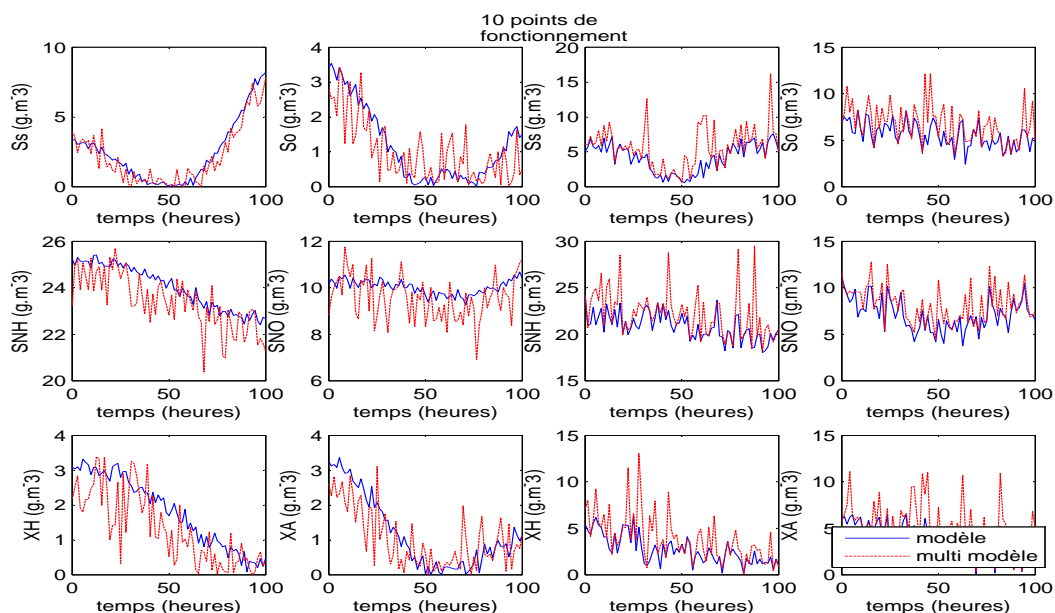 10 points de
fonctionnement
10
5
0
Ss (g.m⁻3)
0 50 100
temps (heures)
4
3
2
1
0
So (g.m⁻3)
0 50 100
temps (heures)
20
15
10
5
0
Ss (g.m⁻3)
0 50 100
temps (heures)
15
10
5
0
So (g.m⁻3)
0 50 100
temps (heures)
26
24
22
20
SNH (g.m⁻3)
0 50 100
temps (heures)
12
10
8
6
SNO (g.m⁻3)
0 50 100
temps (heures)
30
25
20
15
SNH (g.m⁻3)
0 50 100
temps (heures)
15
10
5
0
SNO (g.m⁻3)
0 50 100
temps (heures)
4
3
2
1
0
XH (g.m⁻3)
0 50 100
temps (heures)
4
3
2
1
0
XA (g.m⁻3)
0 50 100
temps (heures)
15
10
5
0
XH (g.m⁻3)
0 50 100
temps (heures)
15
10
5
0
XA (g.m⁻3)
0 50 100
temps (heures)
modèle
multi modèle